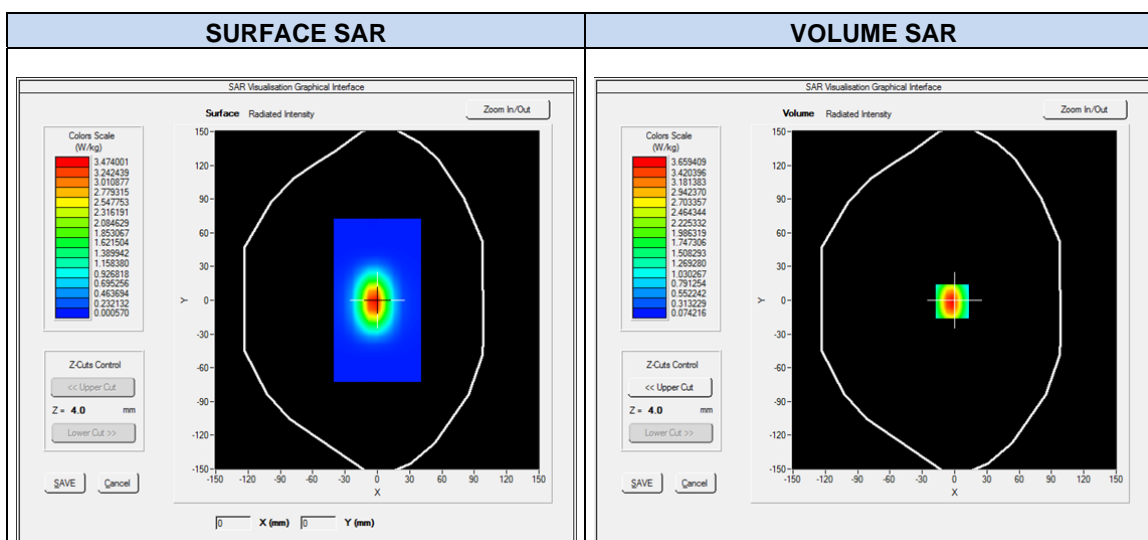 SURFACE SAR
VOLUME SAR
SAR Visualisation Graphical Interface
Surface Radiated Intensity
Zoom In/Out
Colors Scale
(W/kg)
3.474001
3.242439
3.010877
2.779315
2.547753
2.316191
2.084629
1.853067
1.621504
1.389942
1.158380
0.926818
0.695256
0.463694
0.232132
0.000570
150
120
90
60
30
0
-30
-60
-90
-120
-150
Y
-150 -120 -90 -60 -30 0 30 60 90 120 150
X
Z-Cuts Control
<< Upper Cut
Z = 4.0 mm
Lower Cut >>
SAVE Cancel
0 X (mm) 0 Y (mm)
SAR Visualisation Graphical Interface
Volume Radiated Intensity
Zoom In/Out
Colors Scale
(W/kg)
3.659409
3.420396
3.181383
2.942370
2.703357
2.464344
2.225332
1.986319
1.747306
1.508293
1.269280
1.030267
0.791254
0.552242
0.313229
0.074216
150
120
90
60
30
0
-30
-60
-90
-120
-150
Y
-150 -120 -90 -60 -30 0 30 60 90 120 150
X
Z-Cuts Control
<< Upper Cut
Z = 4.0 mm
Lower Cut >>
SAVE Cancel